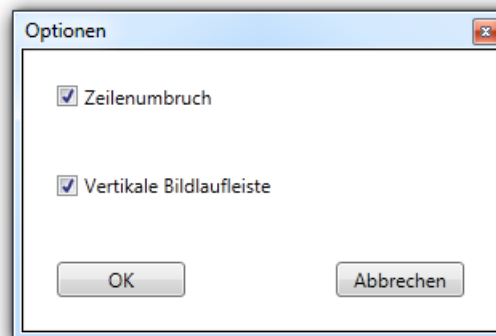 Optionen
Zeilenumbruch
Vertikale Bildlaufleiste
OK
Abbrechen